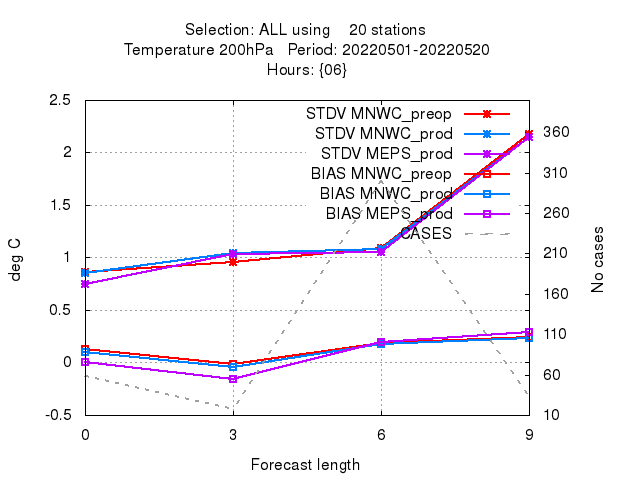 Selection: ALL using    20 stations
Temperature 200hPa   Period: 20220501-20220520
Hours: {06}
2.5
2
1.5
1
0.5
0
-0.5
deg C
STDV MNWC_preop
STDV MNWC_prod
STDV MEPS_prod
BIAS MNWC_preop
BIAS MNWC_prod
BIAS MEPS_prod
CASES
360
310
260
210
160
110
60
10
No cases
0
3
6
9
Forecast length